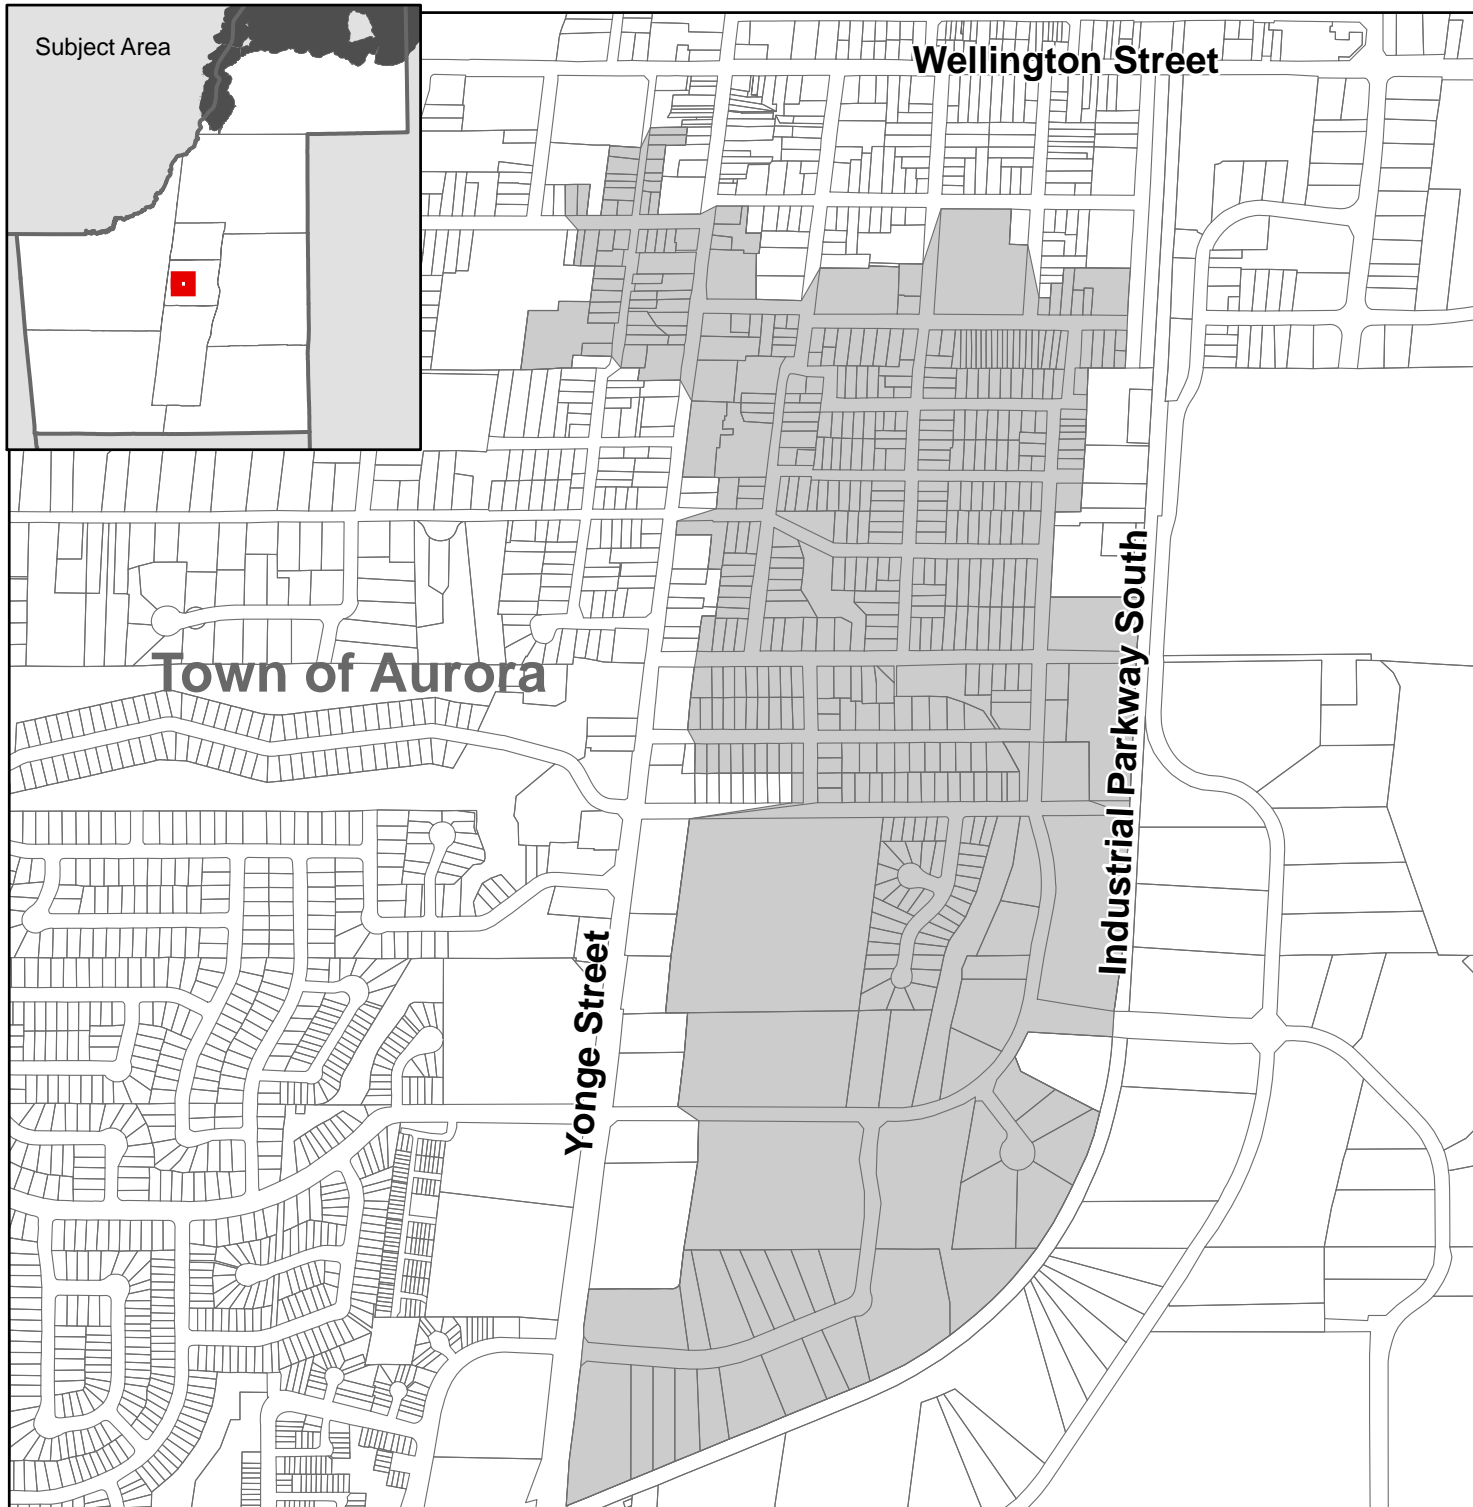 Subject Area
Wellington Street
Town of Aurora
Industrial Parkway South
Yonge Street